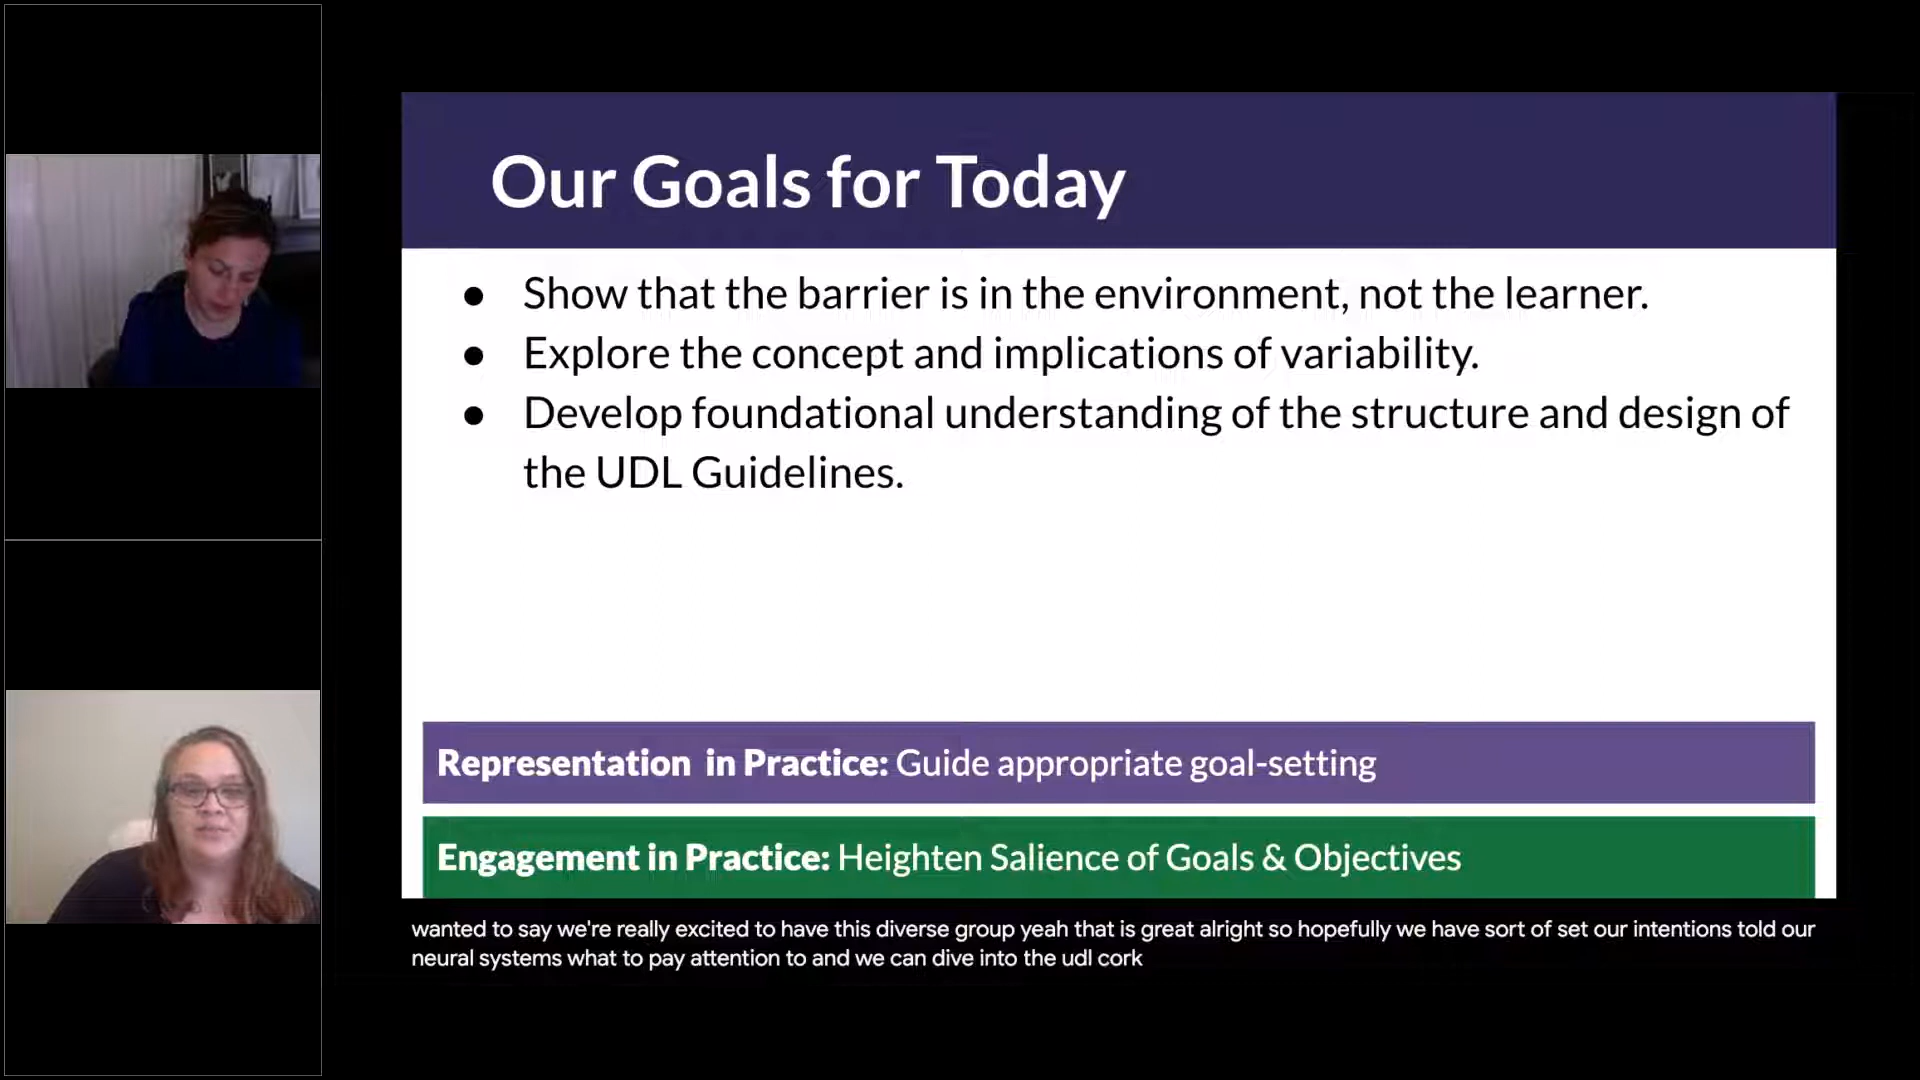 Our Goals for Today
● Show that the barrier is in the environment, not the learner.
● Explore the concept and implications of variability.
● Develop foundational understanding of the structure and design of
the UDL Guidelines.
Representation in Practice: Guide appropriate goal-setting
Engagement in Practice: Heighten Salience of Goals & Objectives
wanted to say we're really excited to have this diverse group yeah that is great alright so hopefully we have sort of set our intentions told our
neural systems what to pay attention to and we can dive into the udl cork